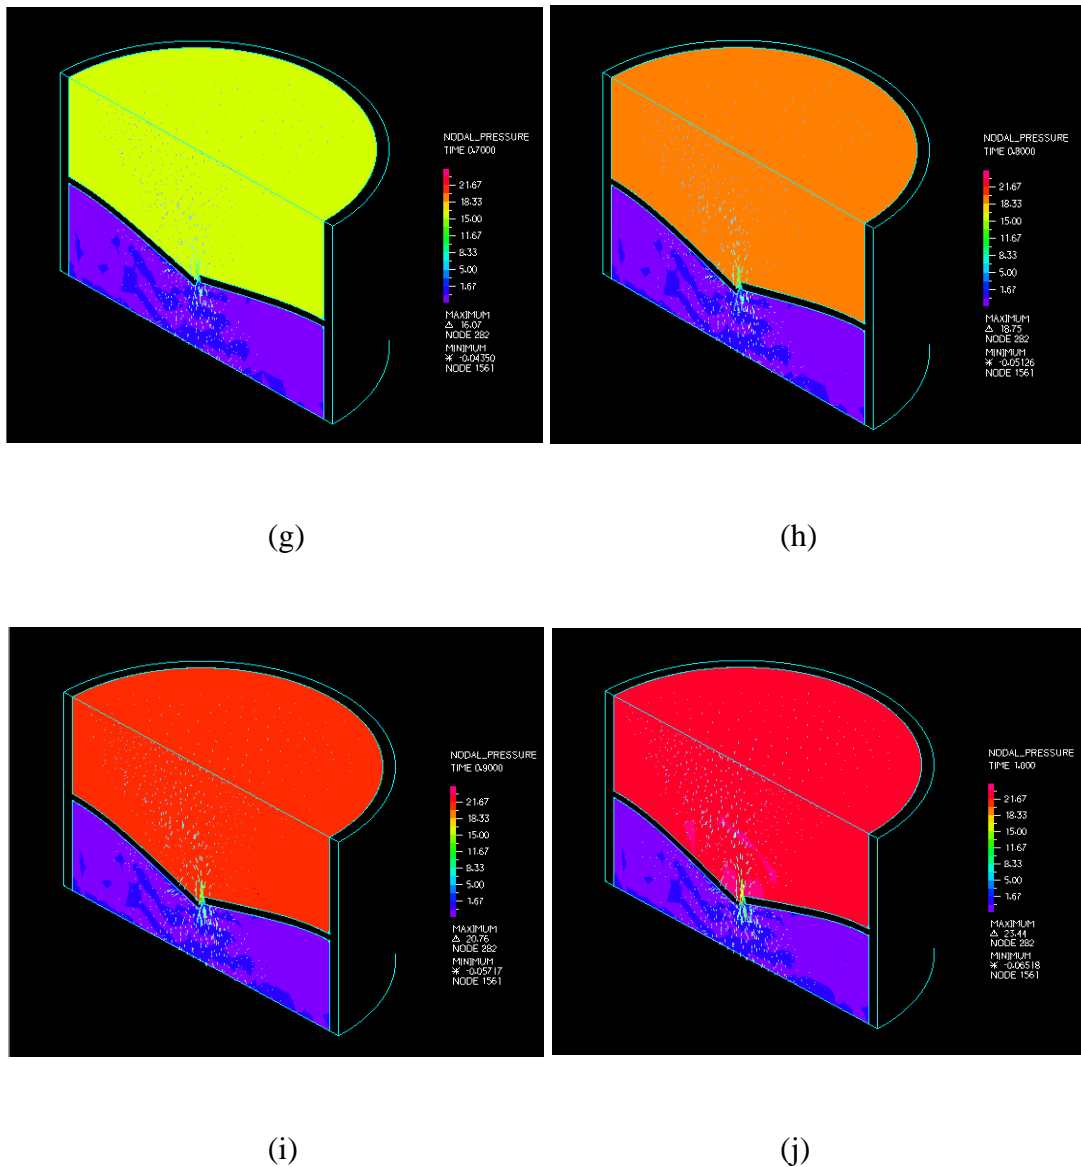 NODAL_PRESSURE
TIME 0.7000
21.67
18.33
15.00
11.67
8.33
5.00
1.67
MAXIMUM
△ 16.07
NODE 282
MINIMUM
* -0.04350
NODE 1561
NODAL_PRESSURE
TIME 0.8000
21.67
18.33
15.00
11.67
8.33
5.00
1.67
MAXIMUM
△ 18.75
NODE 282
MINIMUM
* -0.05126
NODE 1561
(g)
(h)
NODAL_PRESSURE
TIME 0.9000
21.67
18.33
15.00
11.67
8.33
5.00
1.67
MAXIMUM
△ 20.76
NODE 282
MINIMUM
* -0.05717
NODE 1561
NODAL_PRESSURE
TIME 1.000
21.67
18.33
15.00
11.67
8.33
5.00
1.67
MAXIMUM
△ 23.44
NODE 282
MINIMUM
* -0.06518
NODE 1561
(i)
(j)